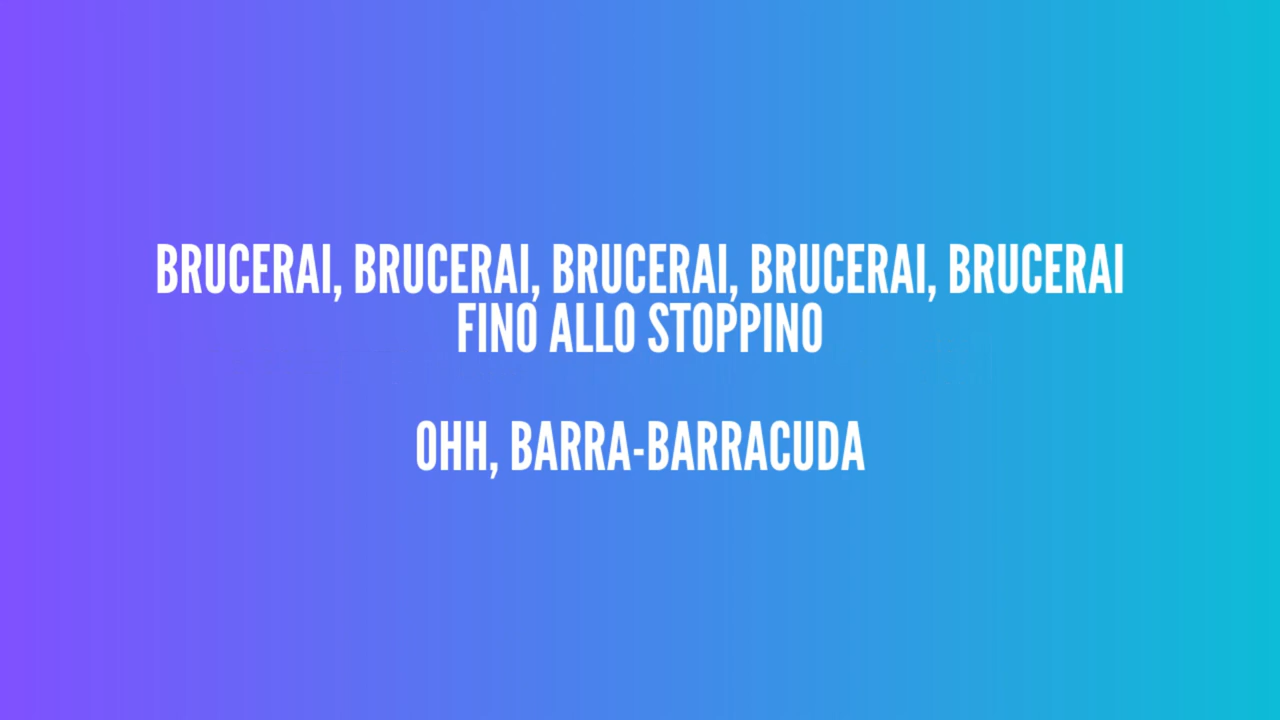 BRUCERAI, BRUCERAI, BRUCERAI, BRUCERAI, BRUCERAI
FINO ALLO STOPPINO
OHH, BARRA-BARRACUDA